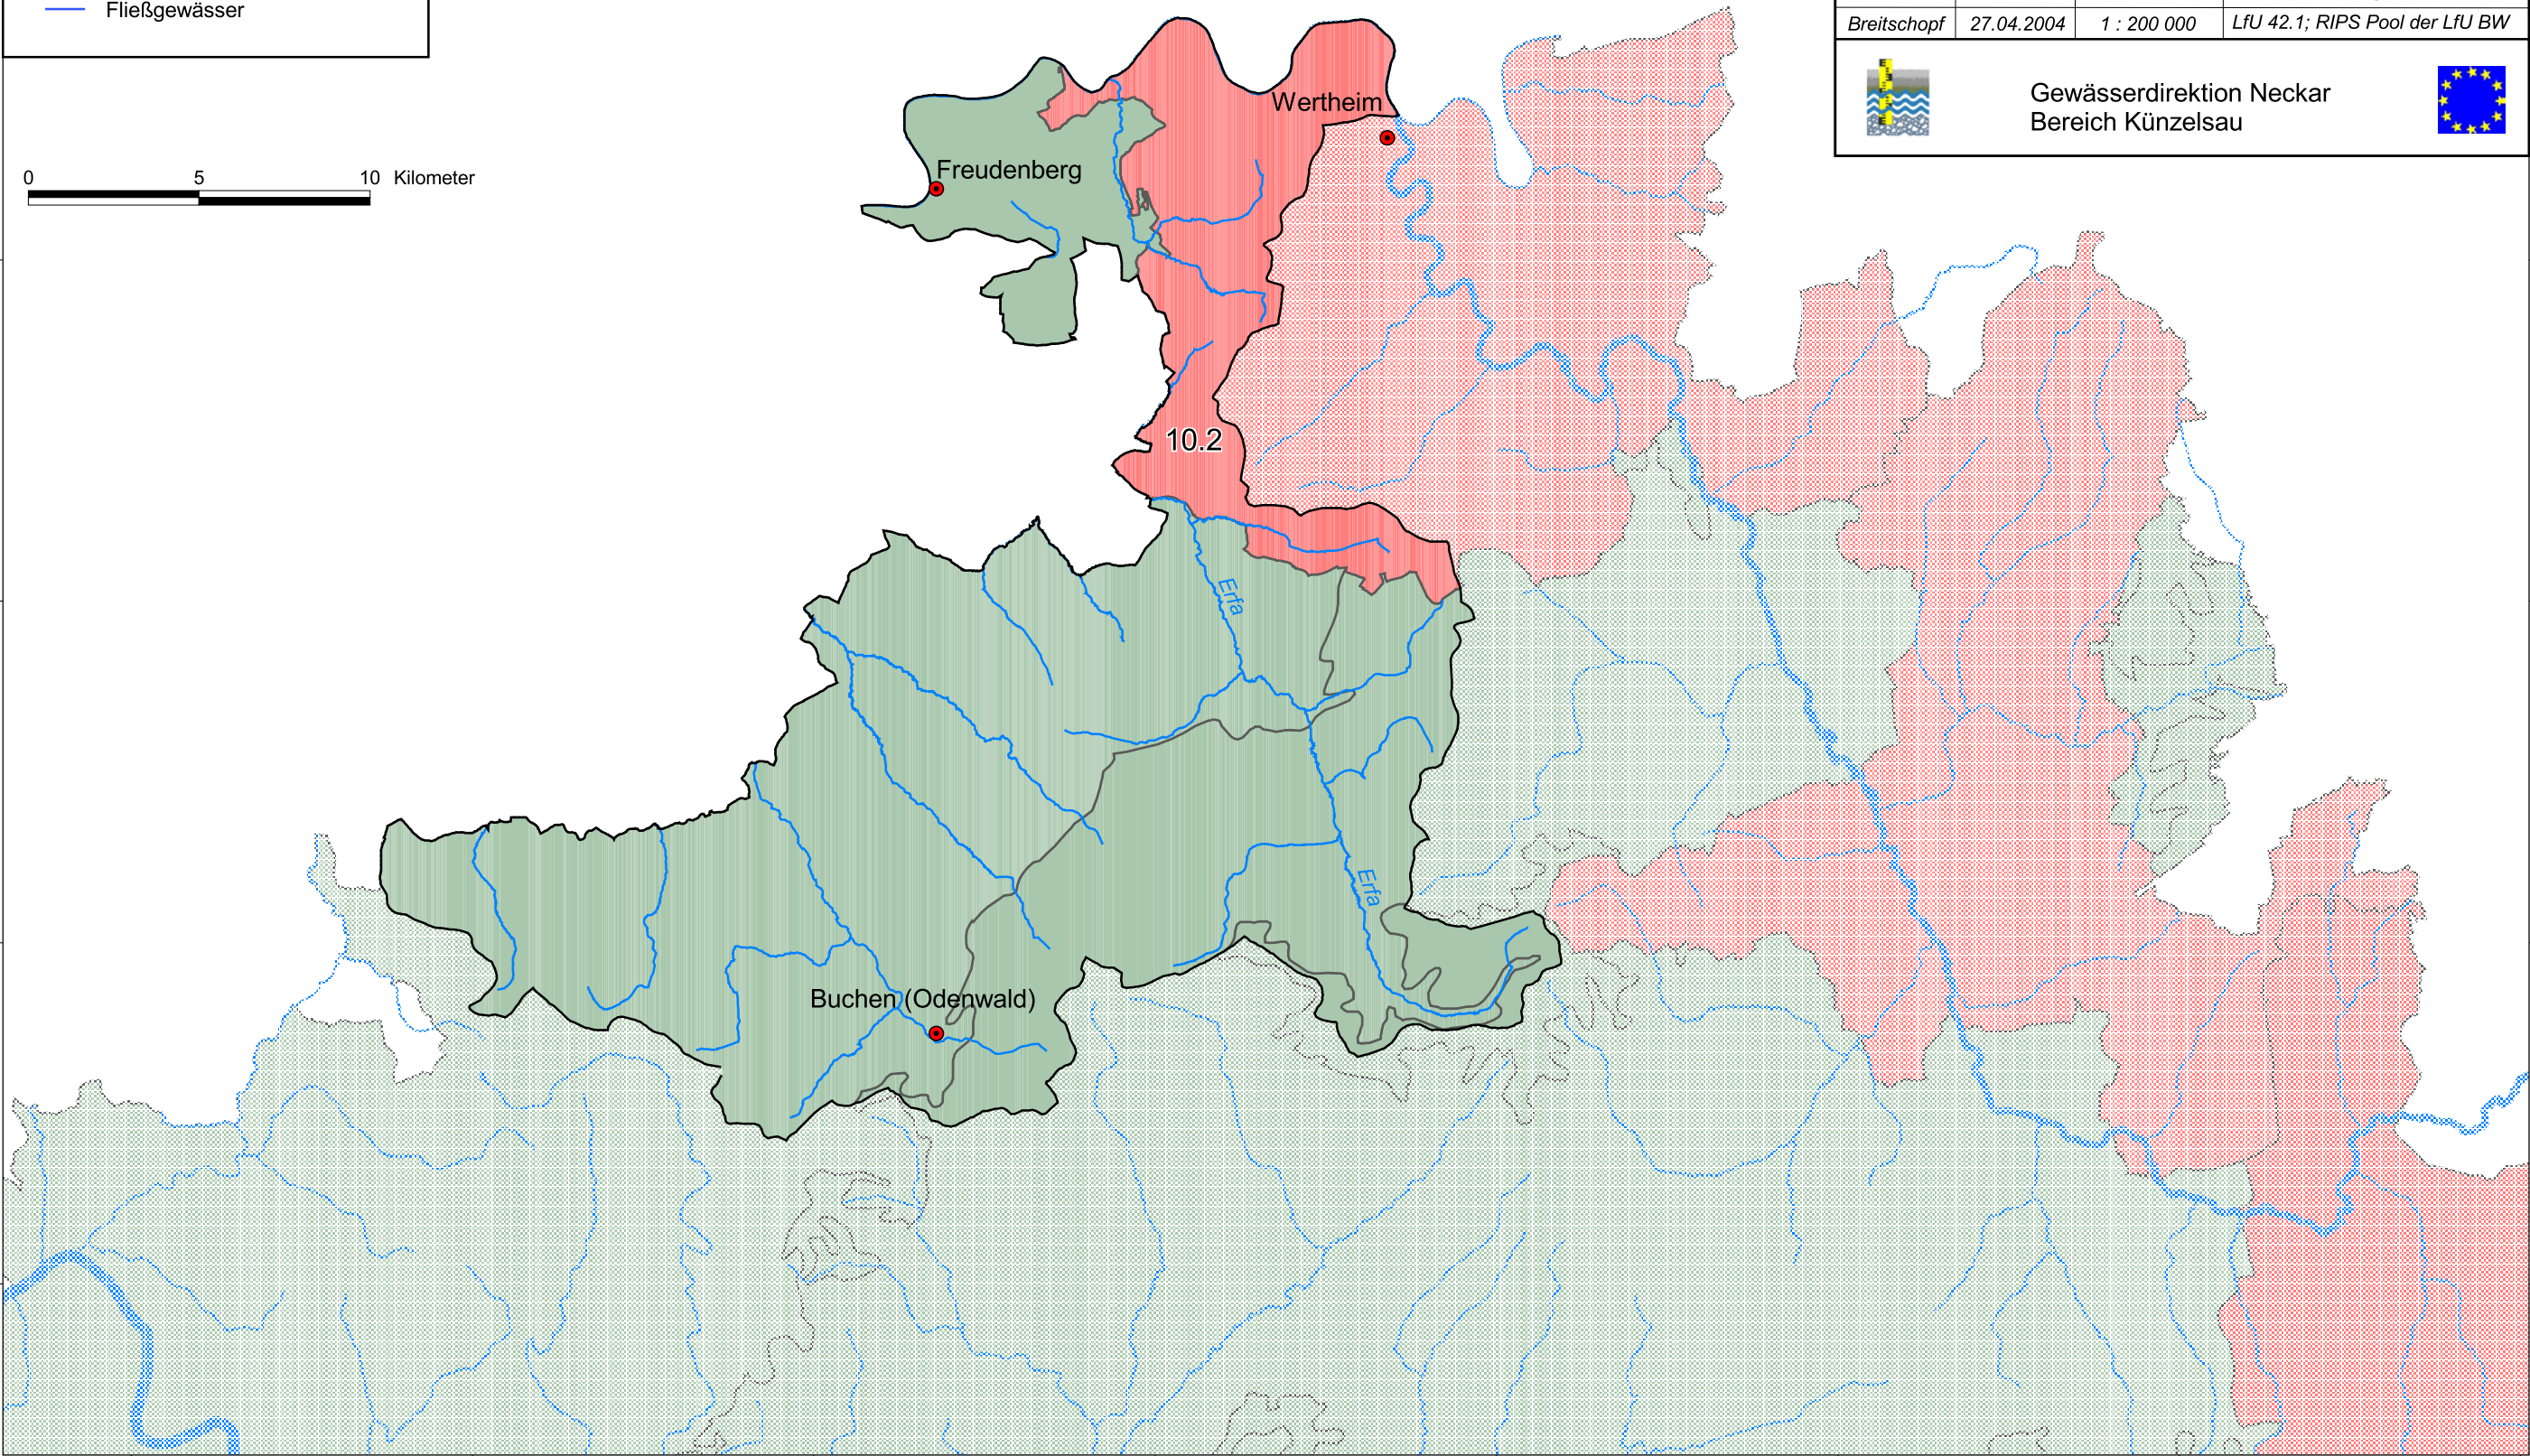 Fließgewässer
Breitschopf 27.04.2004 1 : 200 000 LfU 42.1; RIPS Pool der LfU BW
Gewässerdirektion Neckar
Bereich Künzelsau
0 5 10 Kilometer
Wertheim
Freudenberg
10.2
Erfa
Erfa
Buchen (Odenwald)